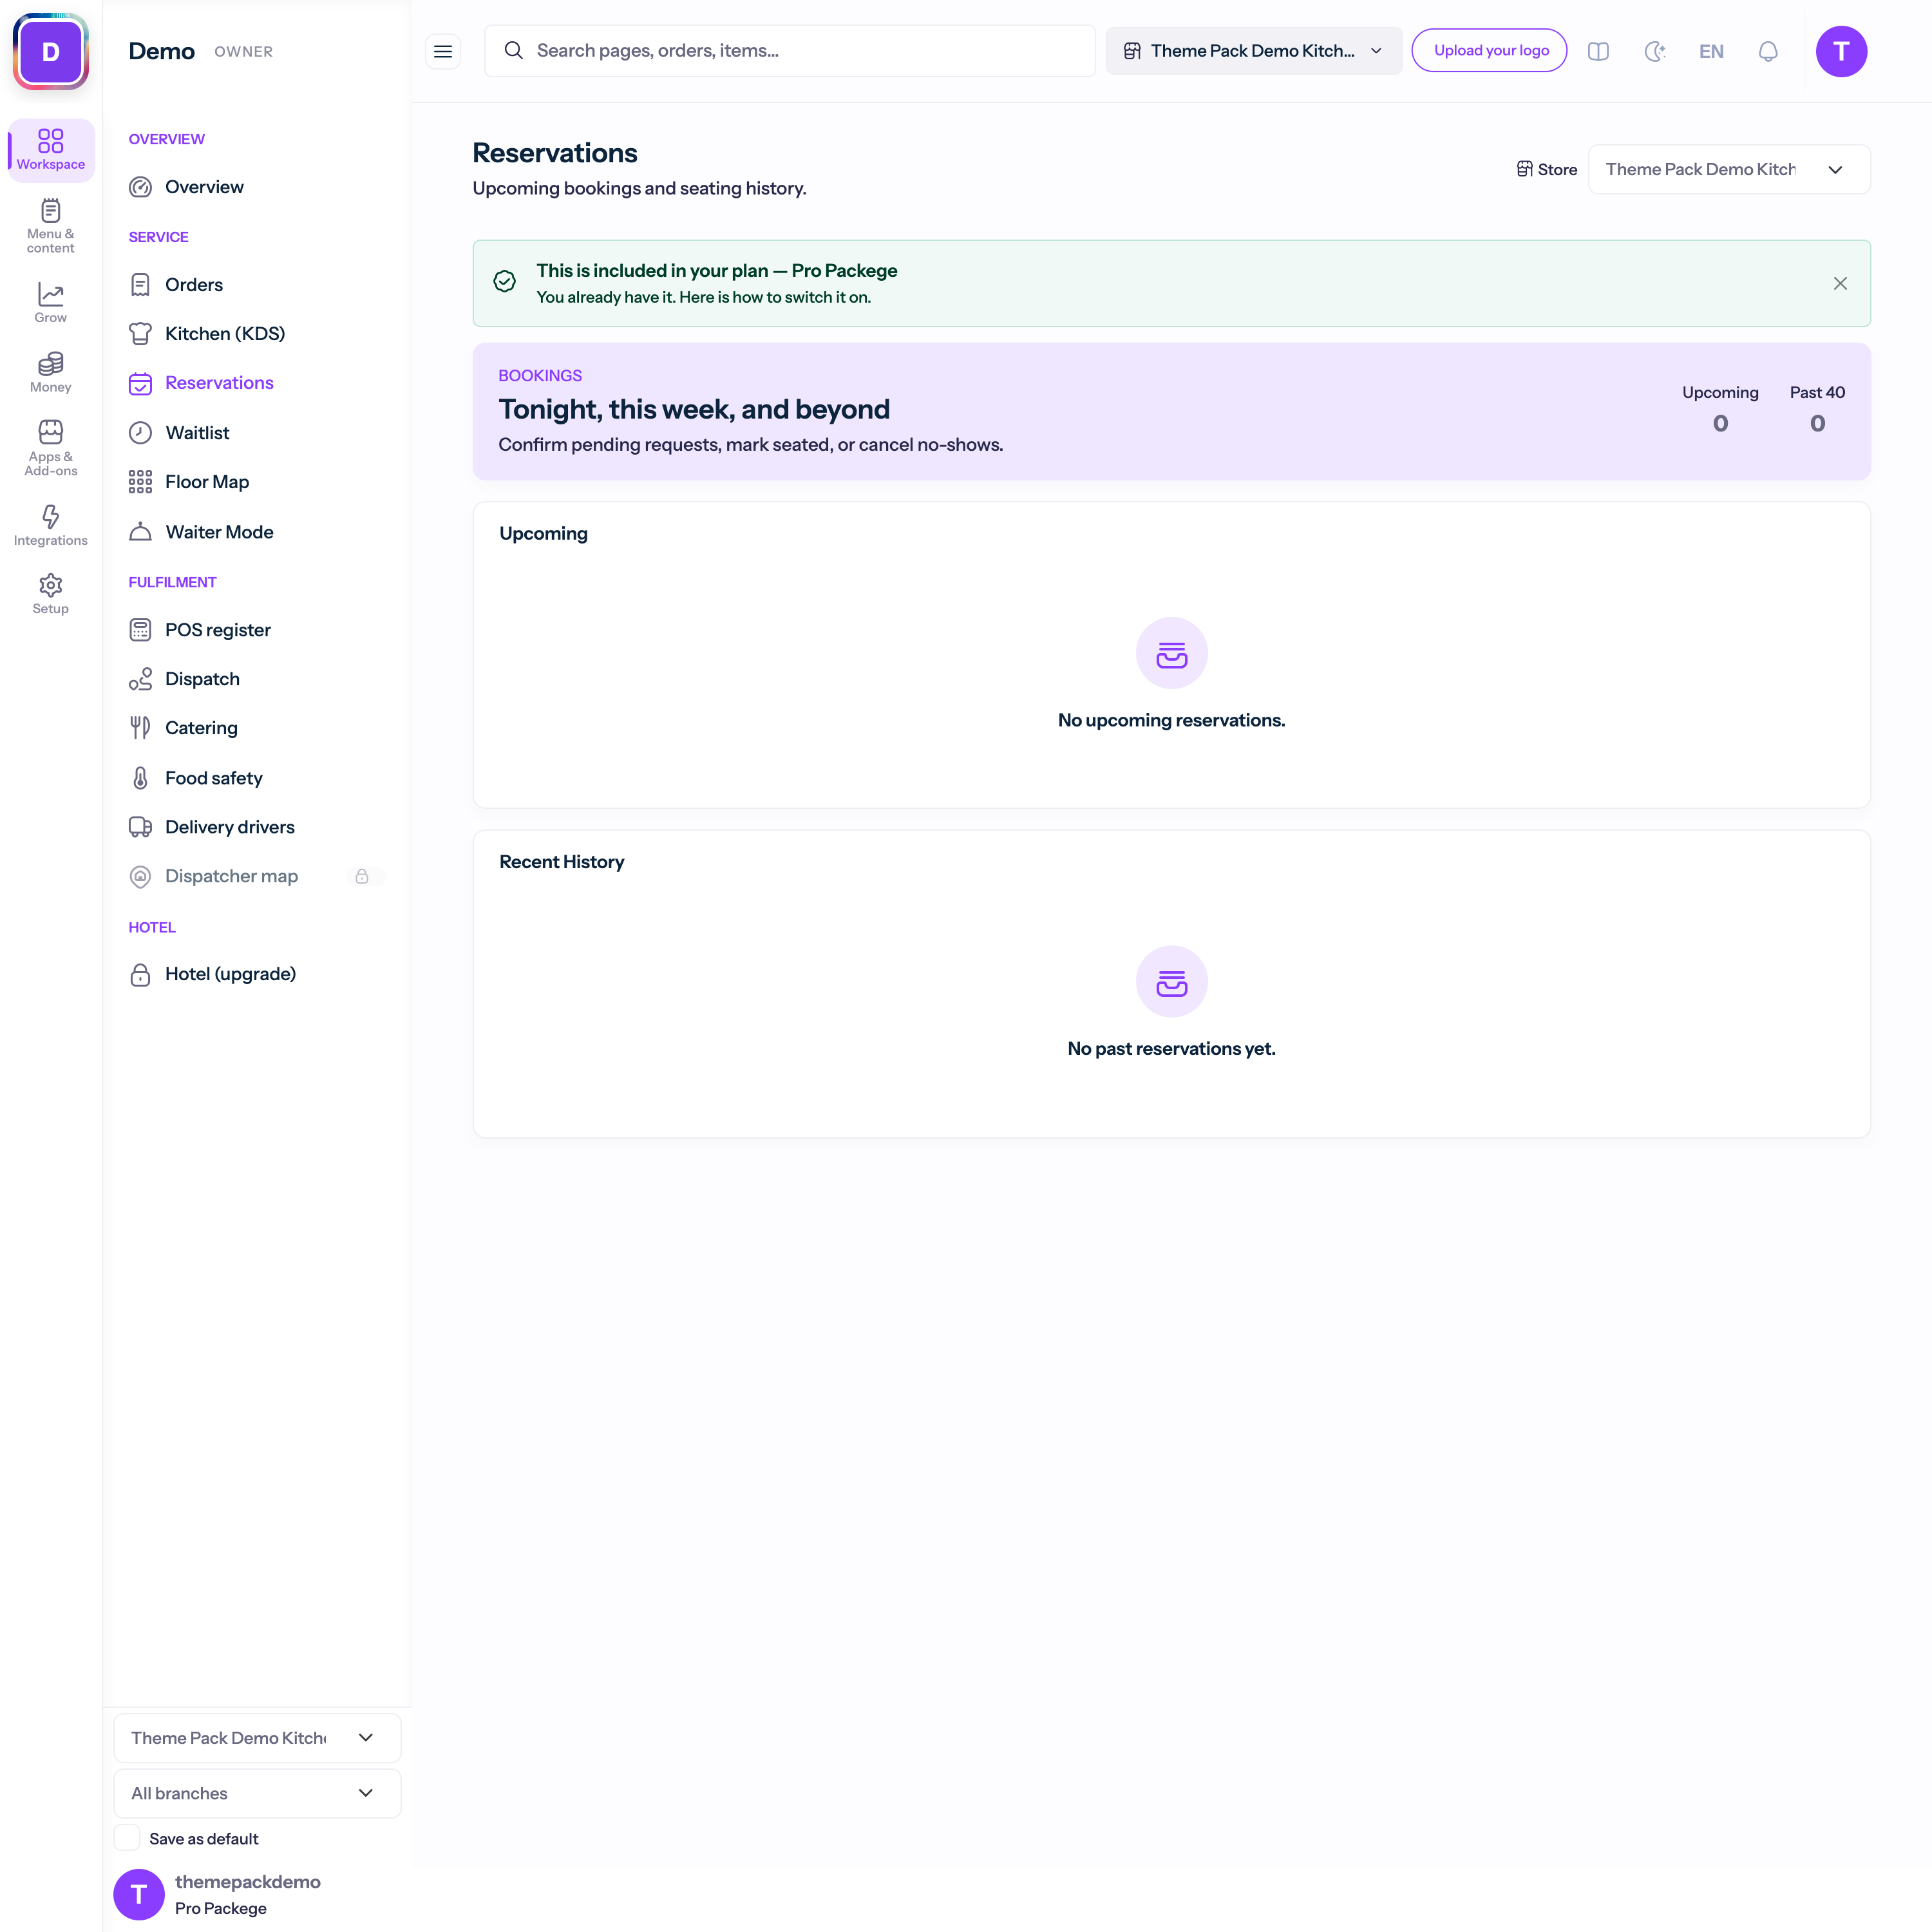 D
Demo OWNER
Search pages, orders, items...
Theme Pack Demo Kitch...
Upload your logo
EN
T
Workspace
Menu &
content
Grow
Money
Apps &
Add-ons
Integrations
Setup
OVERVIEW
Overview
SERVICE
Orders
Kitchen (KDS)
Reservations
Waitlist
Floor Map
Waiter Mode
FULFILMENT
POS register
Dispatch
Catering
Food safety
Delivery drivers
Dispatcher map
HOTEL
Hotel (upgrade)
Theme Pack Demo Kitch
All branches
Save as default
T
themepackdemo
Pro Packege
Reservations
Upcoming bookings and seating history.
Store
Theme Pack Demo Kitch
This is included in your plan — Pro Packege
You already have it. Here is how to switch it on.
BOOKINGS
Tonight, this week, and beyond
Confirm pending requests, mark seated, or cancel no-shows.
Upcoming Past 40
0 0
Upcoming
No upcoming reservations.
Recent History
No past reservations yet.